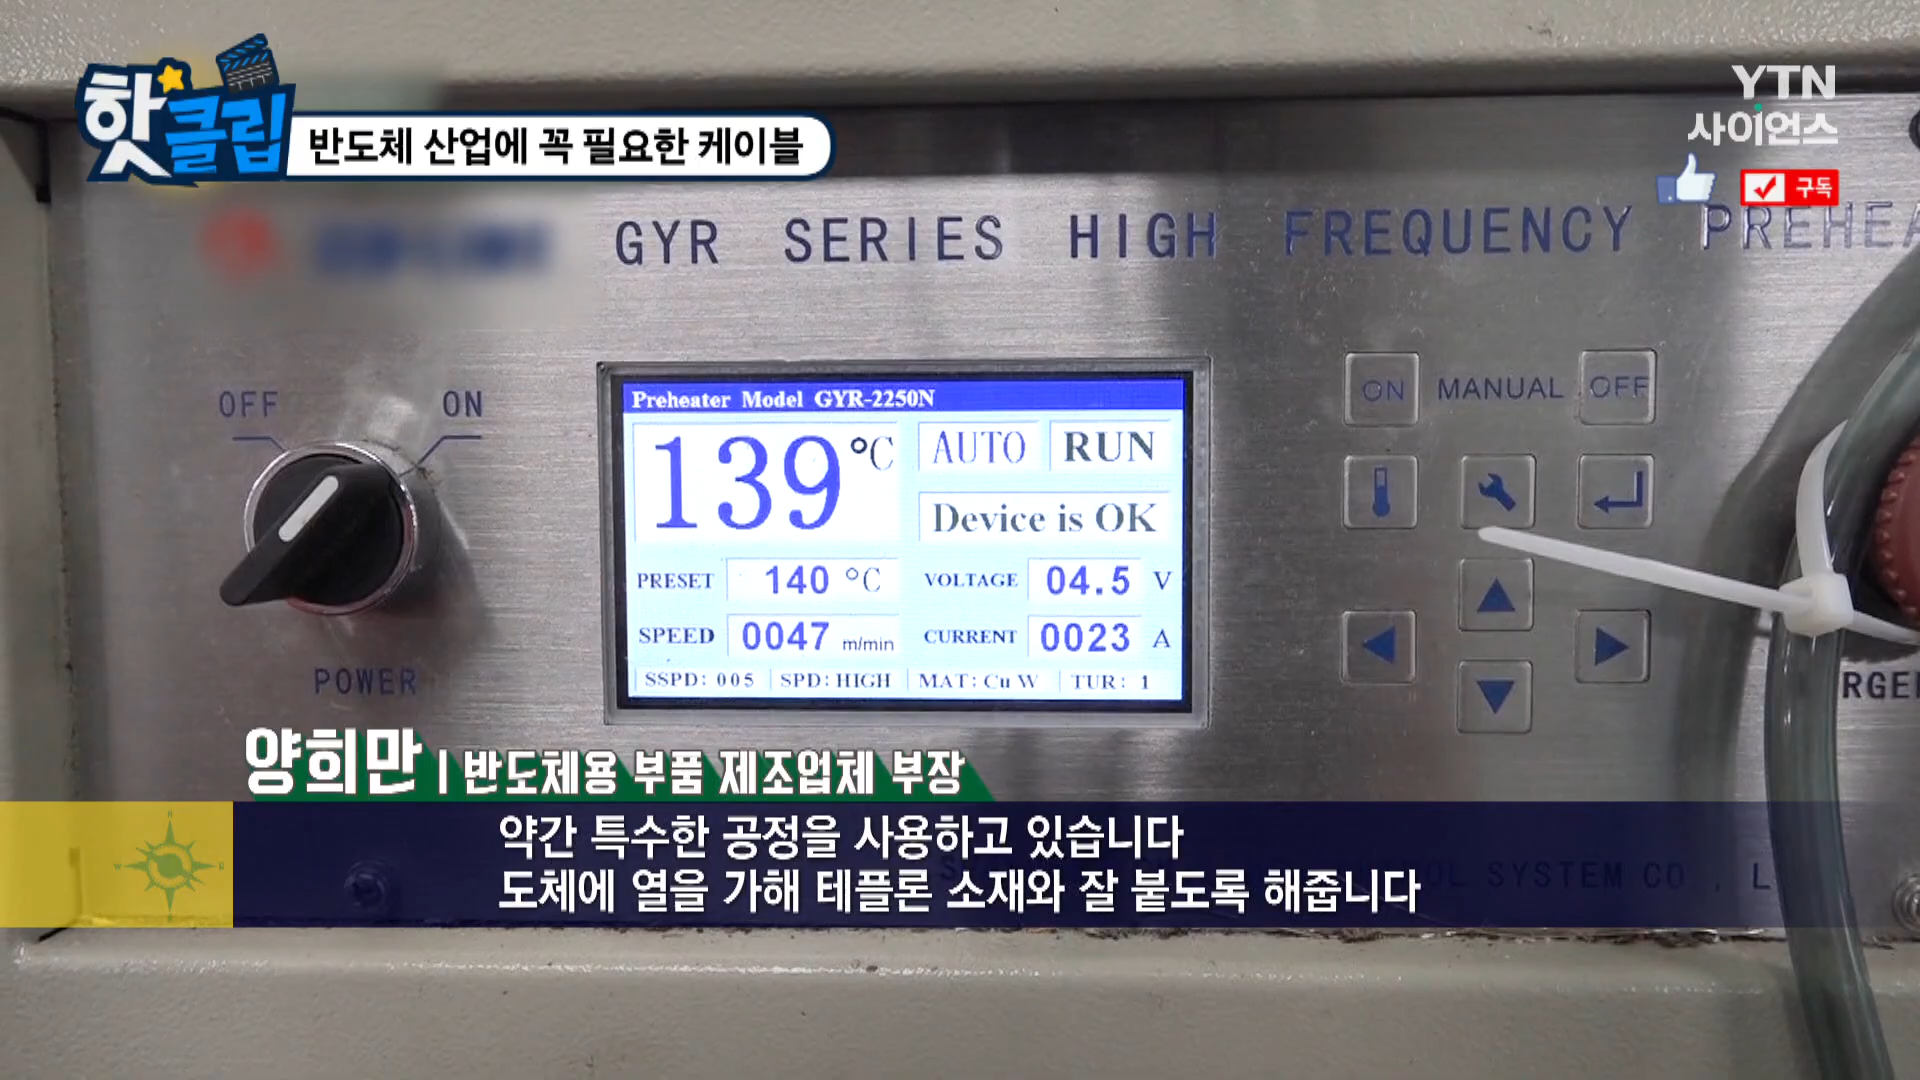 핫클립
반도체 산업에 꼭 필요한 케이블
YTN
사이언스
구독
GYR SERIES HIGH FREQUENCY PREHEA
OFF ON
POWER
Preheater Model GYR-2250N
139 °C AUTO RUN
Device is OK
PRESET 140 °C VOLTAGE 04.5 V
SPEED 0047 m/min CURRENT 0023 A
SSPD: 005 SPD: HIGH MAT: Cu W TUR: 1
ON MANUAL OFF
RGE
양희만 | 반도체용 부품 제조업체 부장
약간 특수한 공정을 사용하고 있습니다
도체에 열을 가해 테플론 소재와 잘 붙도록 해줍니다
SYSTEM CO., L